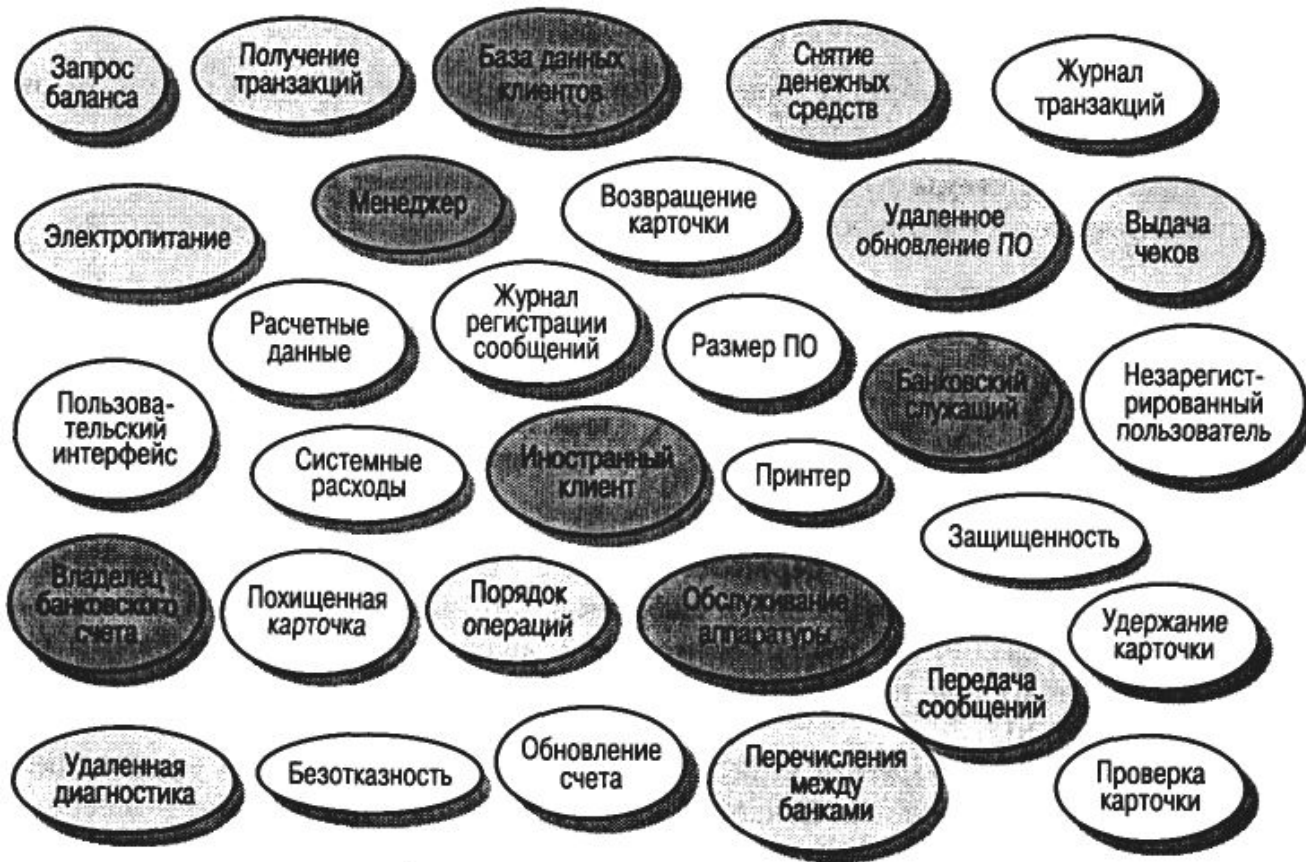 Запрос
баланса
Получение
транзакций
База данных
клиентов
Снятие
денежных
средств
Журнал
транзакций
Электропитание
Менеджер
Возвращение
карточки
Удаленное
обновление ПО
Выдача
чеков
Расчетные
данные
Журнал
регистрации
сообщений
Размер ПО
Банковский
служащий
Незарегист-
рированный
пользователь
Пользова-
тельский
интерфейс
Системные
расходы
Иностранный
клиент
Принтер
Защищенность
Владелец
банковского
счета
Похищенная
карточка
Порядок
операций
Обслуживание
аппаратуры
Удержание
карточки
Передача
сообщений
Удаленная
диагностика
Безотказность
Обновление
счета
Перечисления
между
банками
Проверка
карточки